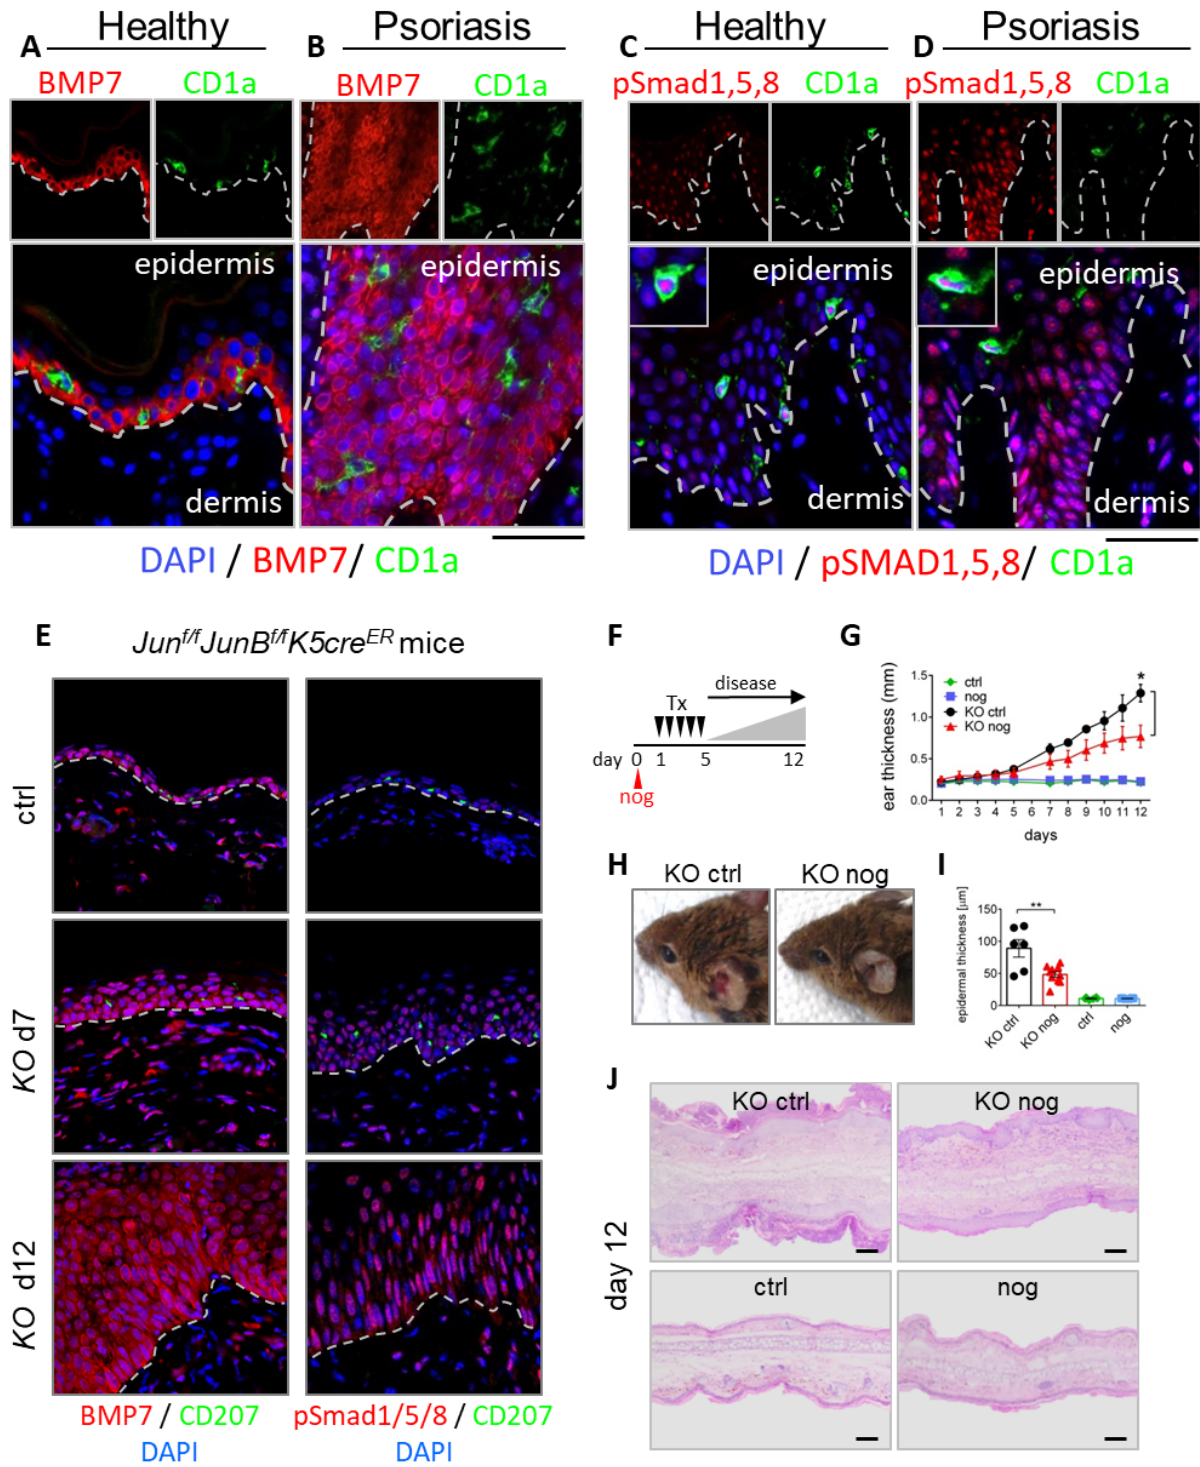 A
Healthy
B
Psoriasis
C
Healthy
D
Psoriasis
BMP7
CD1a
BMP7
CD1a
pSmad1,5,8
CD1a
pSmad1,5,8
CD1a
epidermis
dermis
epidermis
epidermis
dermis
epidermis
dermis
DAPI / BMP7/ CD1a
DAPI / pSMAD1,5,8/ CD1a
E
Jun^f/f JunB^f/f K5cre^ER mice
ctrl
KO d7
KO d12
BMP7 / CD207
DAPI
pSmad1/5/8 / CD207
DAPI
F
disease
Tx
day 0 1 5 12
nog
G
ear thickness (mm)
1.5
1.0
0.5
0.0
ctrl
nog
KO ctrl
KO nog
*
1 2 3 4 5 6 7 8 9 10 11 12
days
H
KO ctrl
KO nog
I
epidermal thickness [µm]
150
100
50
0
**
KO ctrl
KO nog
ctrl
nog
J
day 12
KO ctrl
KO nog
ctrl
nog